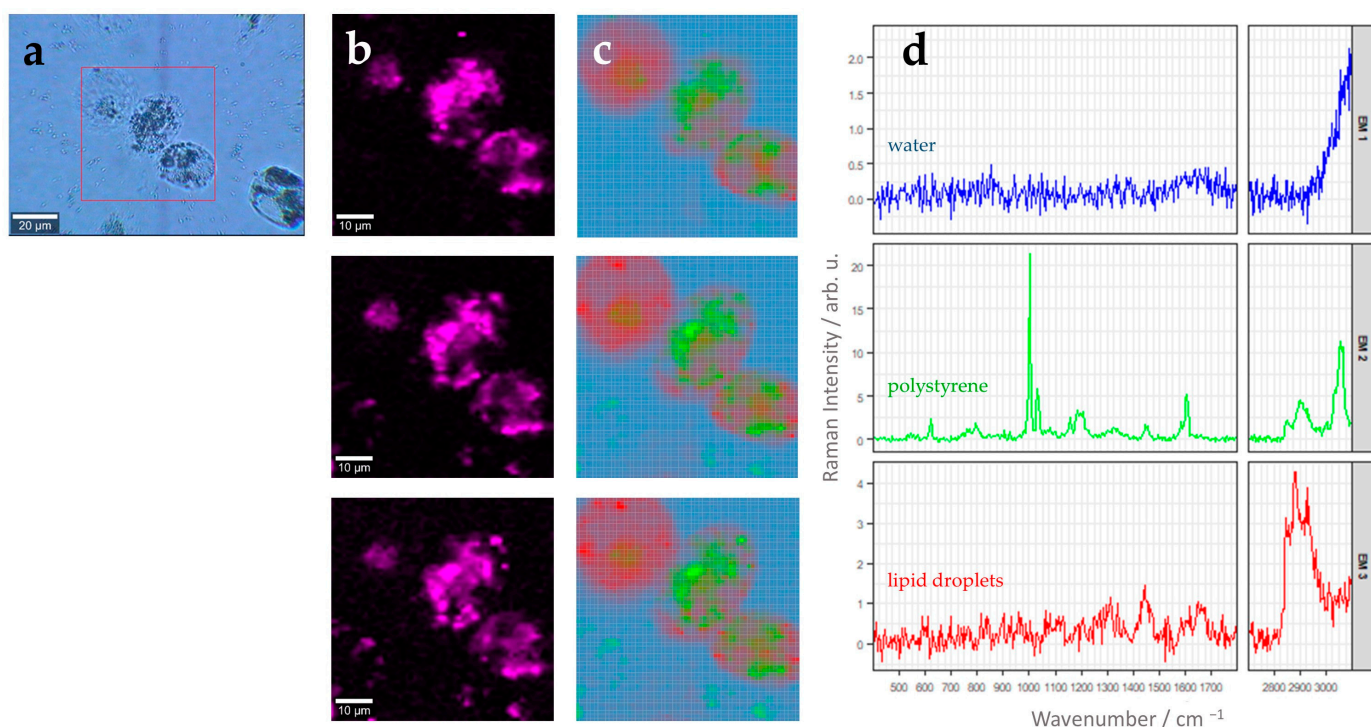 a
b
c
d
20 µm
10 µm
10 µm
10 µm
Raman Intensity / arb. u.
2.0
1.5
1.0
0.5
0.0
water
EM 1
20
15
10
5
0
polystyrene
EM 2
4
3
2
1
0
lipid droplets
EM 3
500 600 700 800 900 1000 1100 1200 1300 1400 1500 1600 1700 2800 2900 3000
Wavenumber / cm ⁻¹